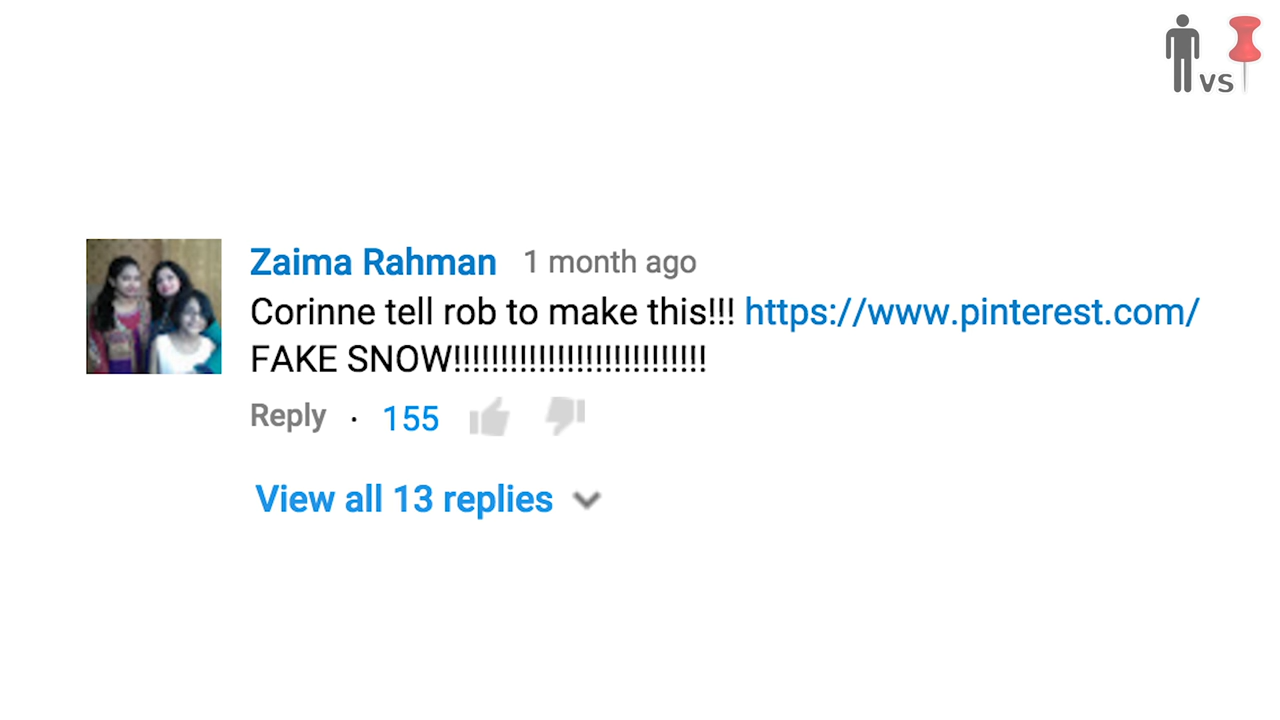 vs
Zaima Rahman 1 month ago
Corinne tell rob to make this!!! https://www.pinterest.com/
FAKE SNOW!!!!!!!!!!!!!!!!!!!!!!!!!!!
Reply · 155
View all 13 replies